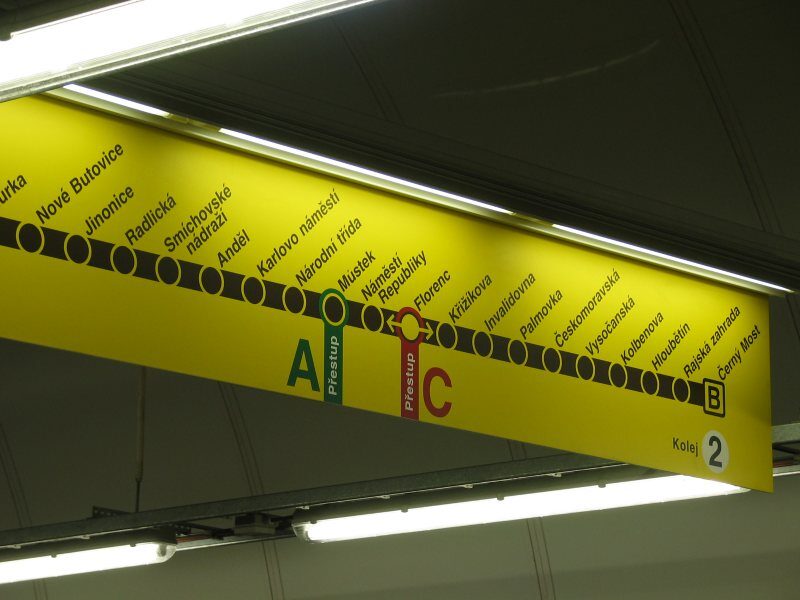 urka
Nové Butovice
Jinonice
Radlická
Smíchovské
nádraží
Anděl
Karlovo náměstí
Národní třída
Můstek
Náměstí
Republiky
Florenc
Křižíkova
Invalidovna
Palmovka
Českomoravská
Vysočanská
Kolbenova
Hloubětín
Rajská zahrada
Černý Most
B
A
Přestup
Přestup
C
Kolej 2